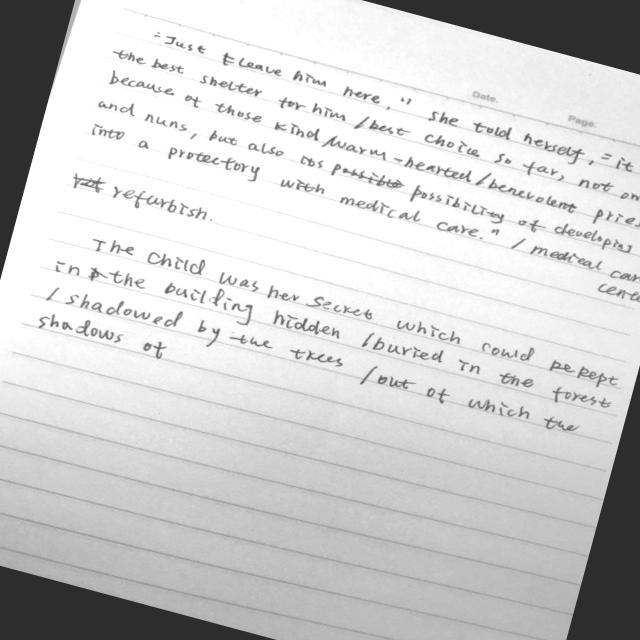 Date.
Page.
"Just leave him here," she told herself, "it
the best shelter for him / best choice so far, not on
because of those kind / warm-hearted / benevolent pries
and nuns, but also its possible possibility of developing
into a protectory with medical care." / medical car
cent
refurbish.
The child was her secret which could be kept
in the building hidden / buried in the forest
/ shadowed by the trees / out of which the
shadows of